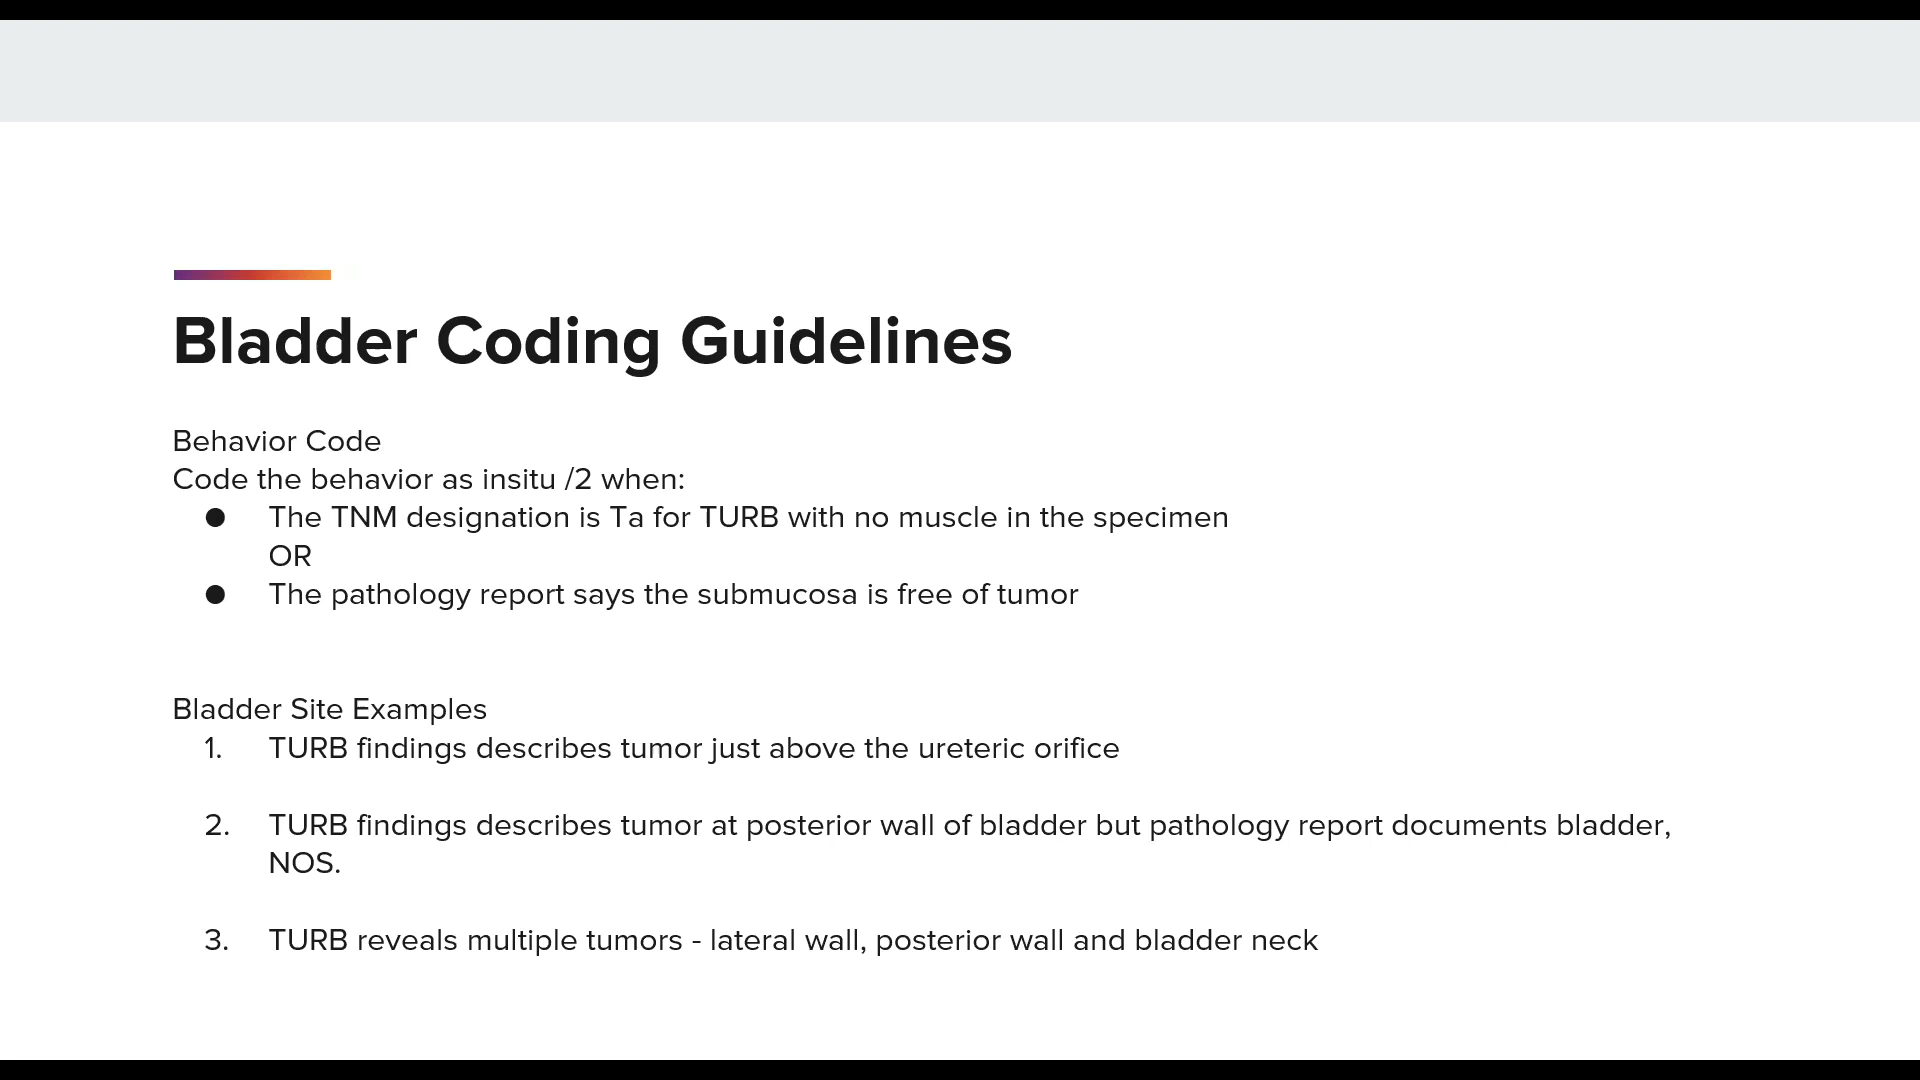 Bladder Coding Guidelines
Behavior Code
Code the behavior as insitu /2 when:
● The TNM designation is Ta for TURB with no muscle in the specimen
OR
● The pathology report says the submucosa is free of tumor
Bladder Site Examples
1. TURB findings describes tumor just above the ureteric orifice
2. TURB findings describes tumor at posterior wall of bladder but pathology report documents bladder,
NOS.
3. TURB reveals multiple tumors - lateral wall, posterior wall and bladder neck